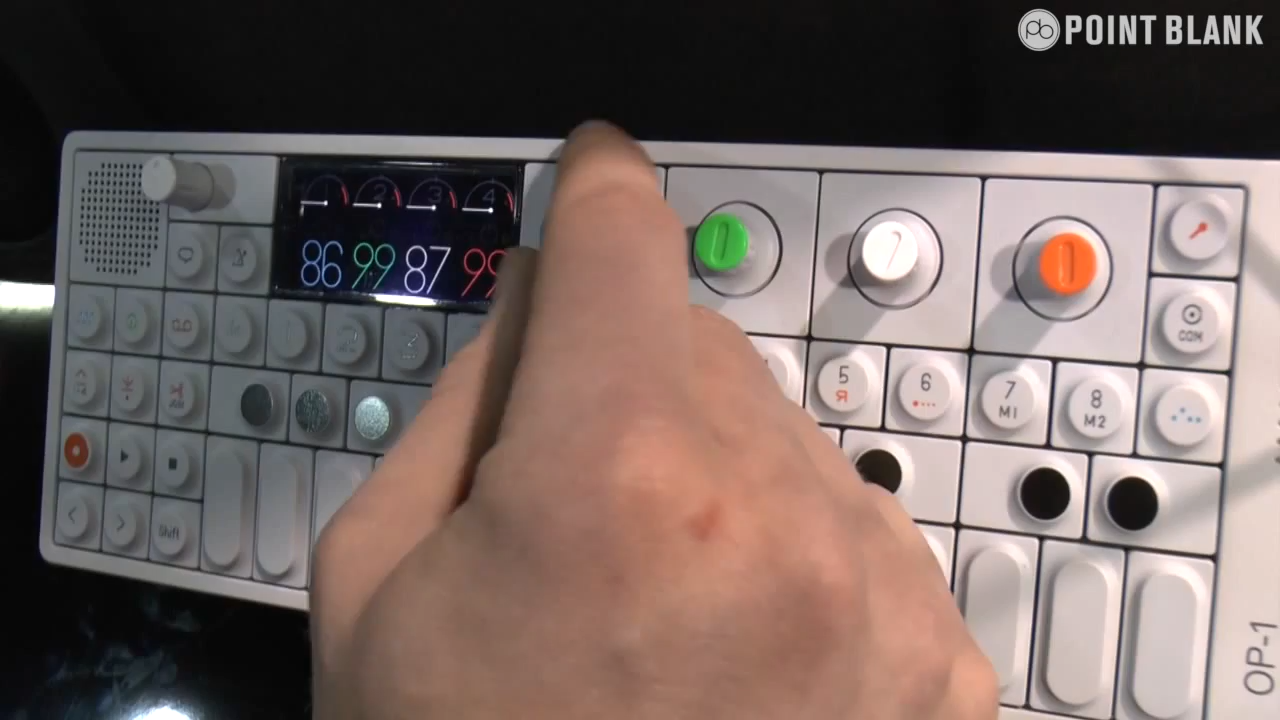 pb POINT BLANK
1 2 3 4
86 99 87 99
COM
5 6 7 8
M1 M2
Shift
OP-1